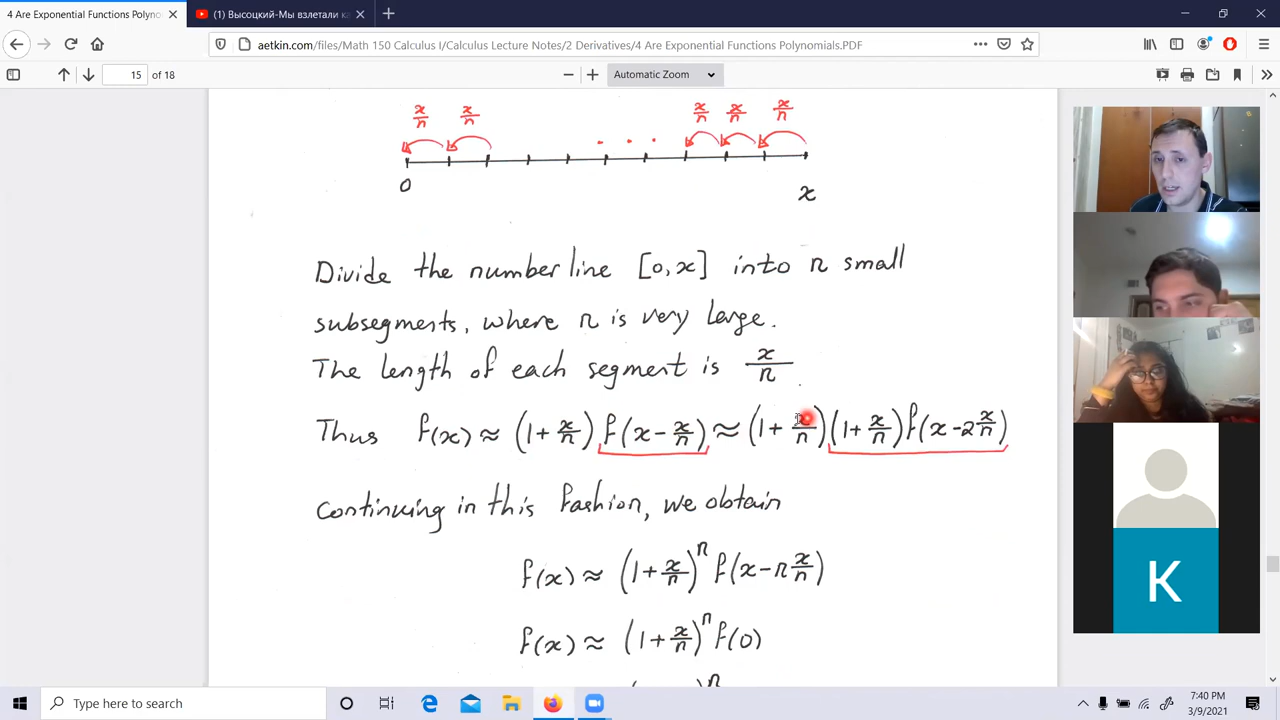 4 Are Exponential Functions Polyno
(1) Высоцкий-Мы взлетали ка
aetkin.com/files/Math 150 Calculus I/Calculus Lecture Notes/2 Derivatives/4 Are Exponential Functions Polynomials.PDF
15 of 18
Automatic Zoom
x/n x/n . . . x/n x/n x/n
0 x
Divide the number line [0,x] into n small
subsegments, where n is very large.
The length of each segment is x/n.
Thus f(x) ≈ (1+x/n) f(x-x/n) ≈ (1+x/n)(1+x/n) f(x-2x/n)
Continuing in this fashion, we obtain
f(x) ≈ (1+x/n)^n f(x-n x/n)
f(x) ≈ (1+x/n)^n f(0)
n
K
Type here to search
7:40 PM
3/9/2021